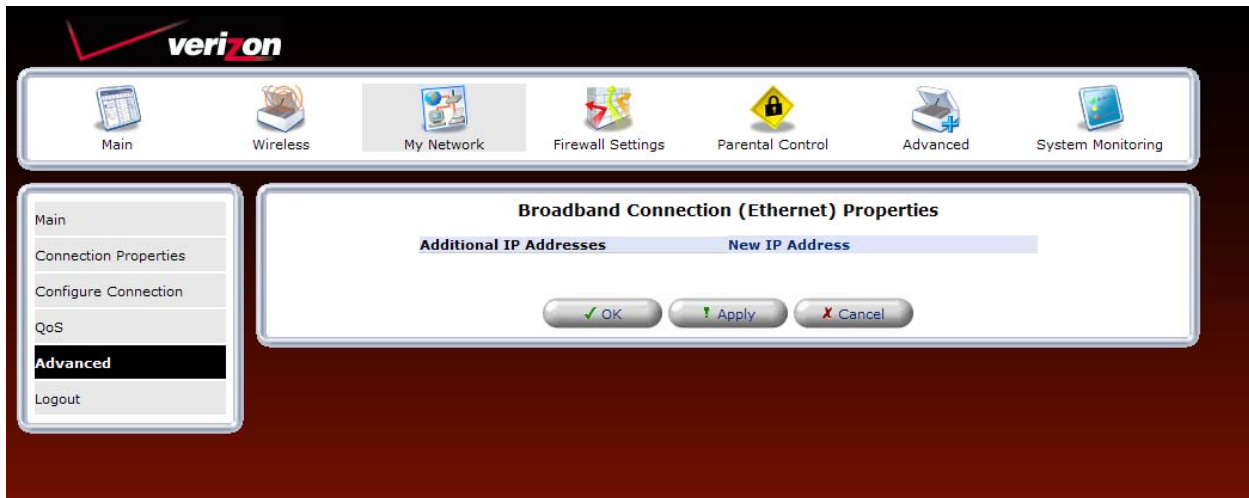 verizon
Main Wireless My Network Firewall Settings Parental Control Advanced System Monitoring
Main
Connection Properties
Configure Connection
QoS
Advanced
Logout
Broadband Connection (Ethernet) Properties
Additional IP Addresses New IP Address
OK Apply Cancel